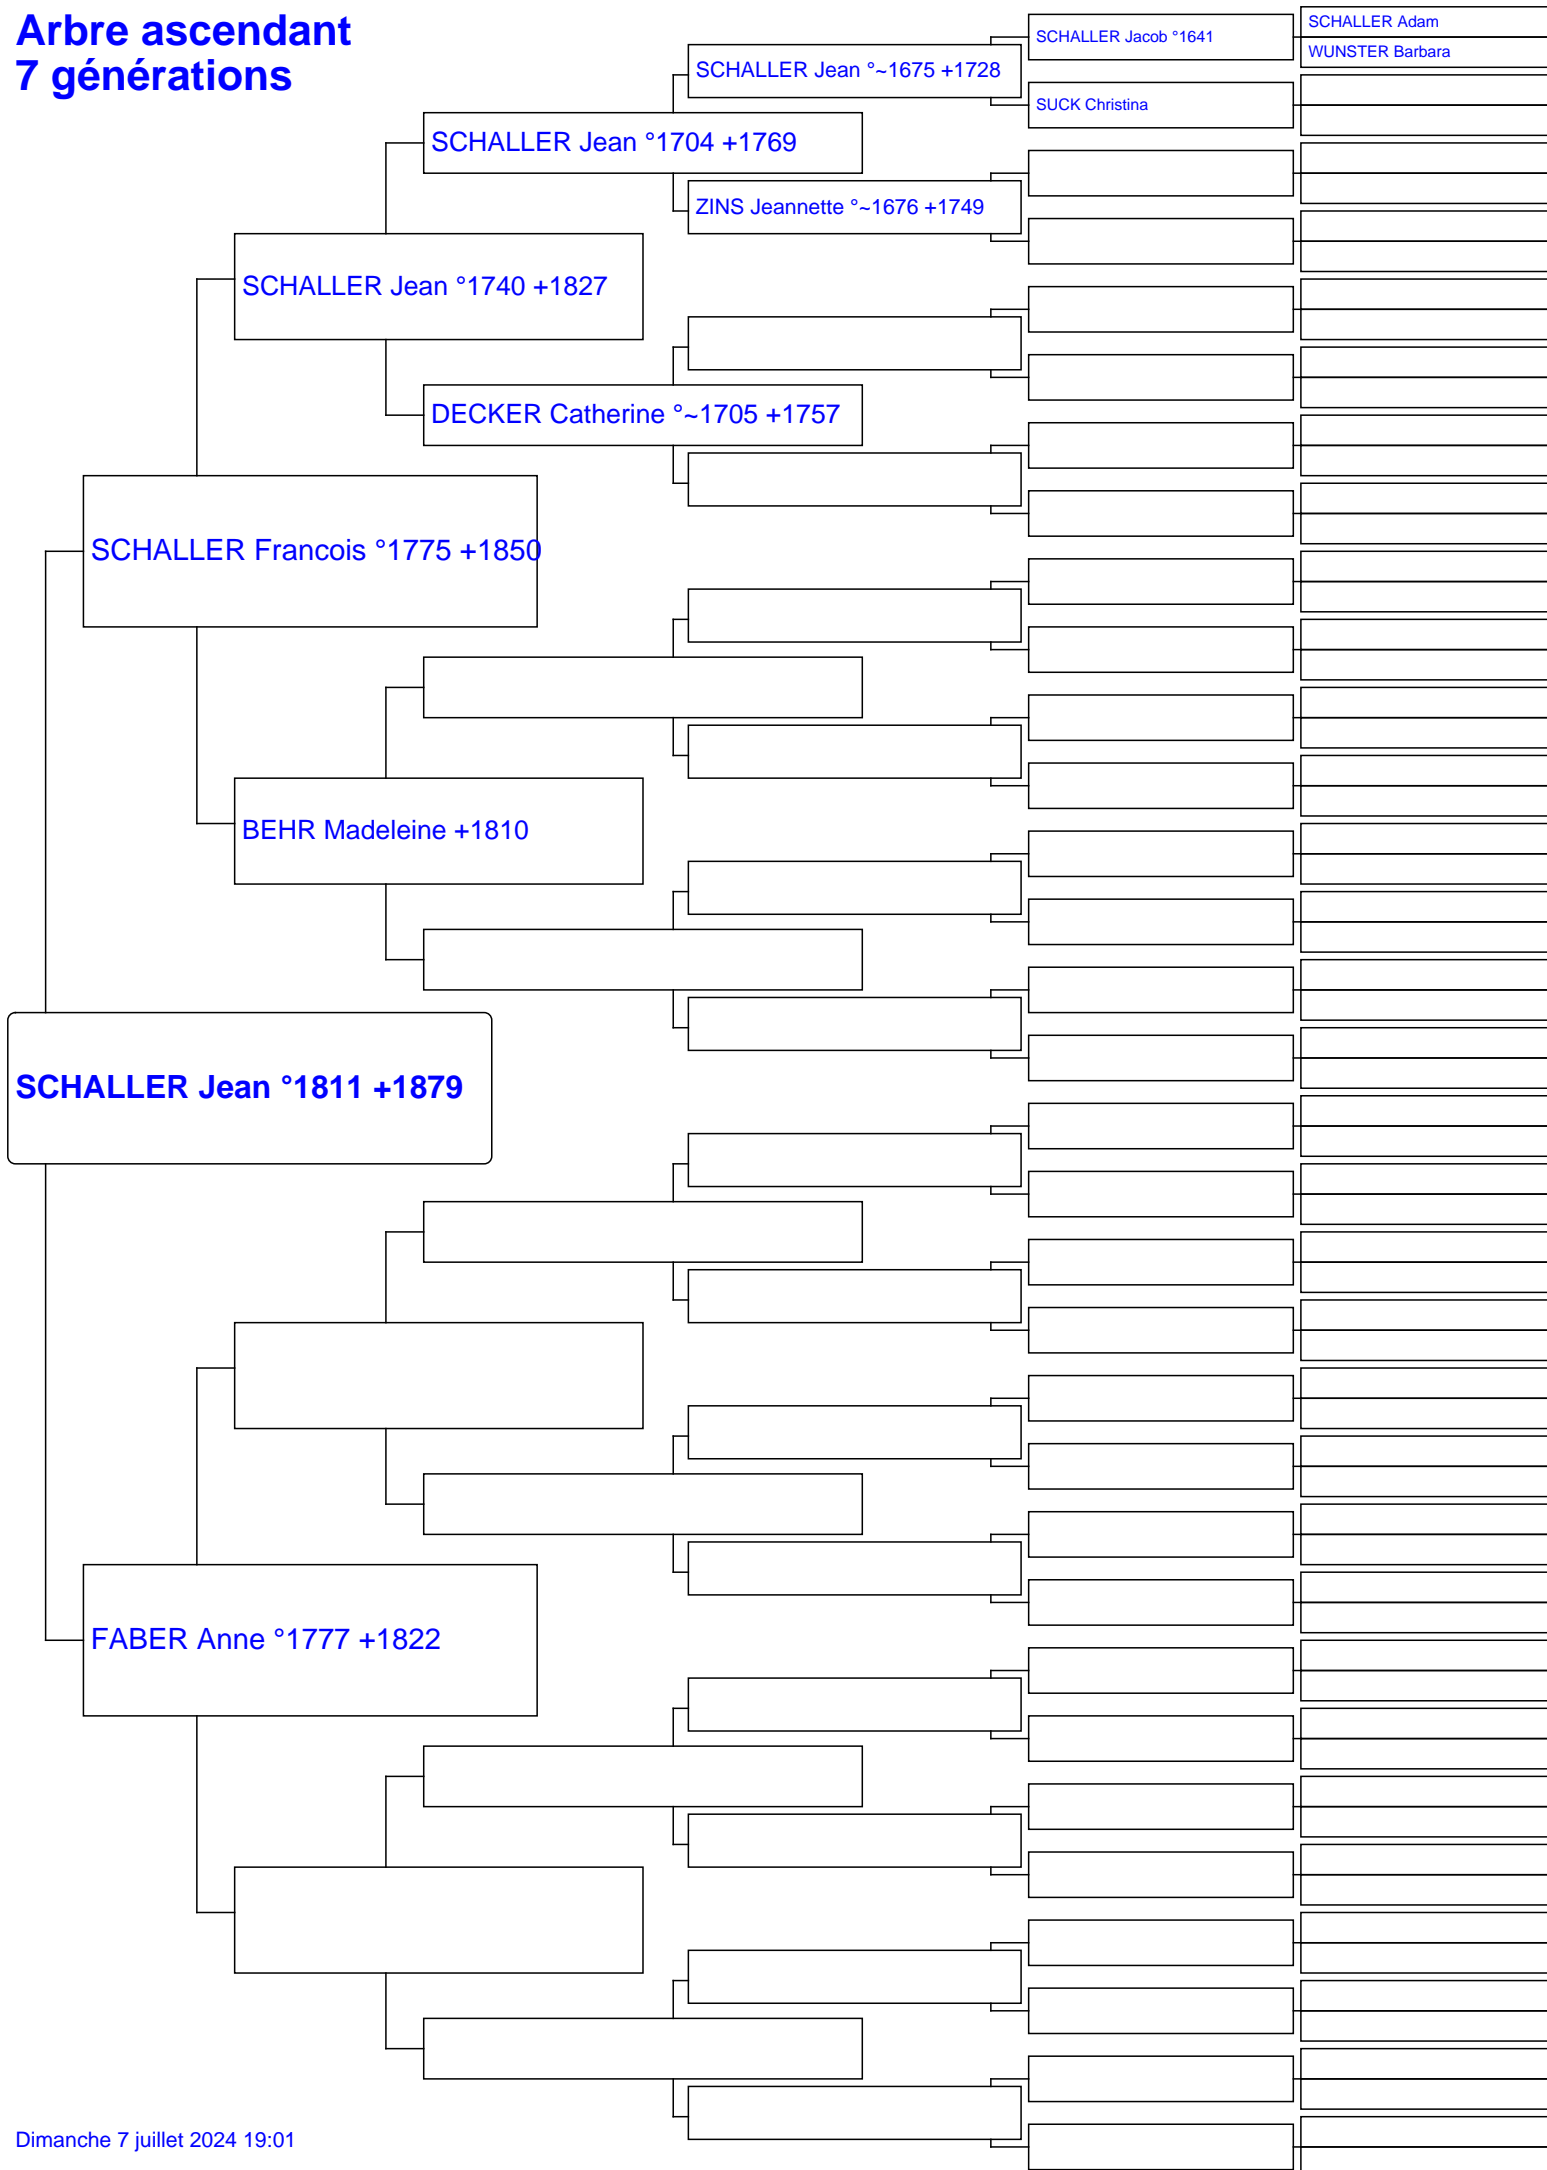 Arbre ascendant
7 générations
SCHALLER Adam
SCHALLER Jacob °1641
WUNSTER Barbara
SCHALLER Jean °~1675 +1728
SUCK Christina
SCHALLER Jean °1704 +1769
ZINS Jeannette °~1676 +1749
SCHALLER Jean °1740 +1827
DECKER Catherine °~1705 +1757
SCHALLER Francois °1775 +1850
BEHR Madeleine +1810
SCHALLER Jean °1811 +1879
FABER Anne °1777 +1822
Dimanche 7 juillet 2024 19:01